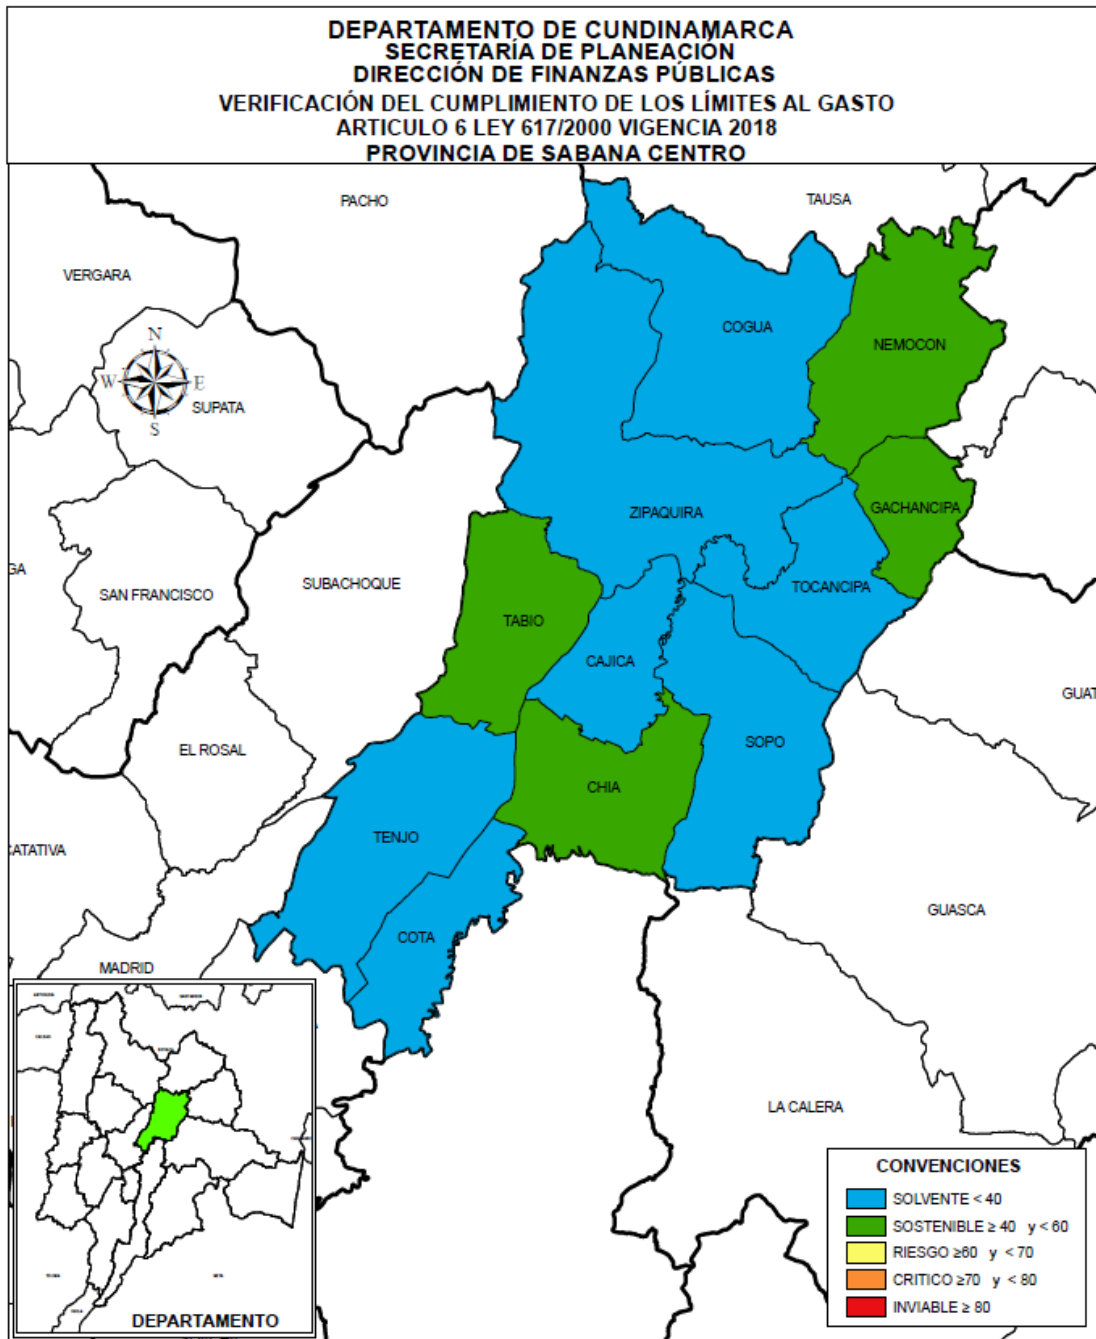 DEPARTAMENTO DE CUNDINAMARCA
SECRETARÍA DE PLANEACIÓN
DIRECCIÓN DE FINANZAS PÚBLICAS
VERIFICACIÓN DEL CUMPLIMIENTO DE LOS LÍMITES AL GASTO
ARTICULO 6 LEY 617/2000 VIGENCIA 2018
PROVINCIA DE SABANA CENTRO
PACHO
TAUSA
VERGARA
COGUA
NEMOCON
N
W
E
S
SUPATA
ZIPAQUIRA
GACHANCIPA
GA
SUBACHOQUE
SAN FRANCISCO
TOCANCIPA
TABIO
CAJICA
GUAT
EL ROSAL
SOPO
CHIA
TENJO
CATATIVA
GUASCA
COTA
MADRID
LA CALERA
DEPARTAMENTO
CONVENCIONES
SOLVENTE < 40
SOSTENIBLE ≥ 40 y < 60
RIESGO ≥60 y < 70
CRITICO ≥70 y < 80
INVIABLE ≥ 80